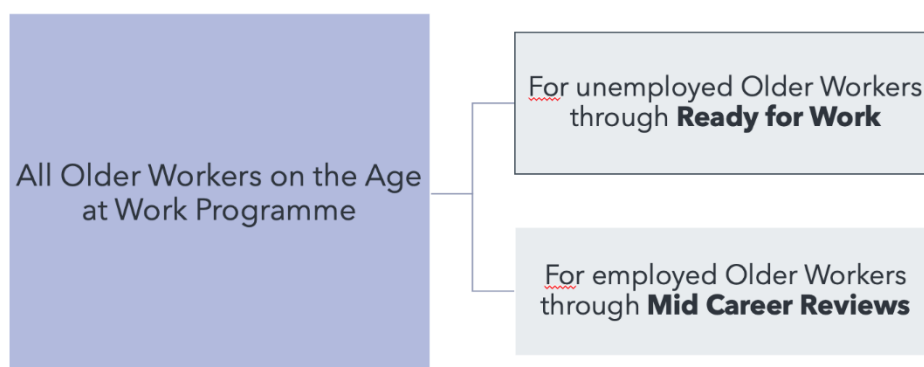 All Older Workers on the Age
at Work Programme
For unemployed Older Workers
through Ready for Work
For employed Older Workers
through Mid Career Reviews